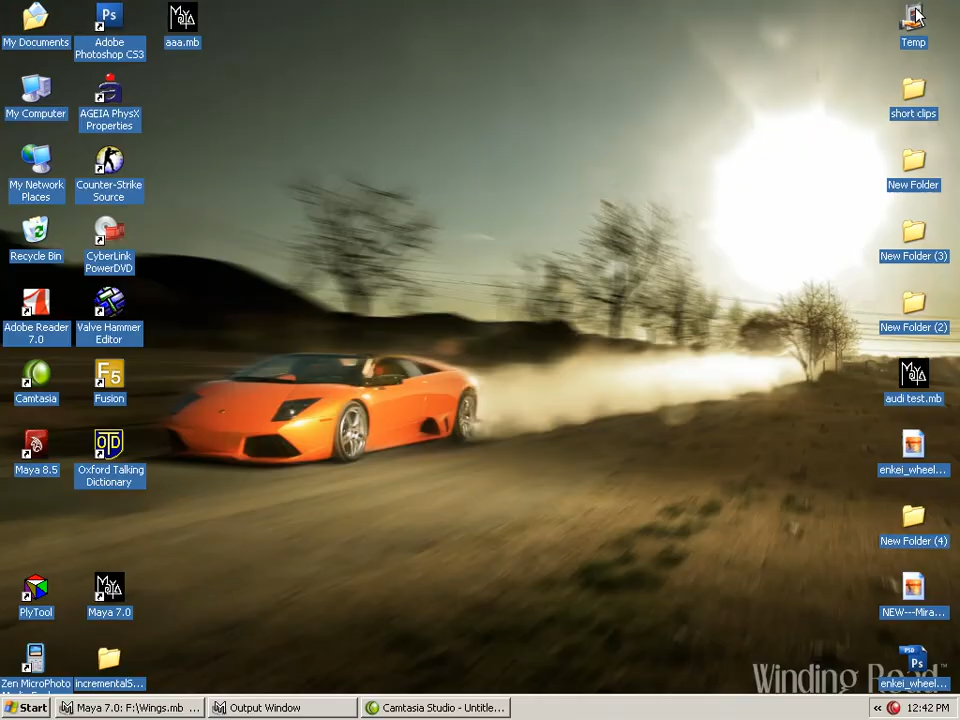 My Documents
Adobe
Photoshop CS3
aaa.mb
Temp
My Computer
AGEIA PhysX
Properties
short clips
My Network
Places
Counter-Strike
Source
New Folder
Recycle Bin
CyberLink
PowerDVD
New Folder (3)
Adobe Reader
7.0
Valve Hammer
Editor
New Folder (2)
Camtasia
Fusion
audi test.mb
Maya 8.5
Oxford Talking
Dictionary
enkei_wheel...
New Folder (4)
PlyTool
Maya 7.0
NEW---Mira...
Zen MicroPhoto
incrementalS...
enkei_wheel...
Winding Road
Start
Maya 7.0: F:\Wings.mb ...
Output Window
Camtasia Studio - Untitle...
12:42 PM